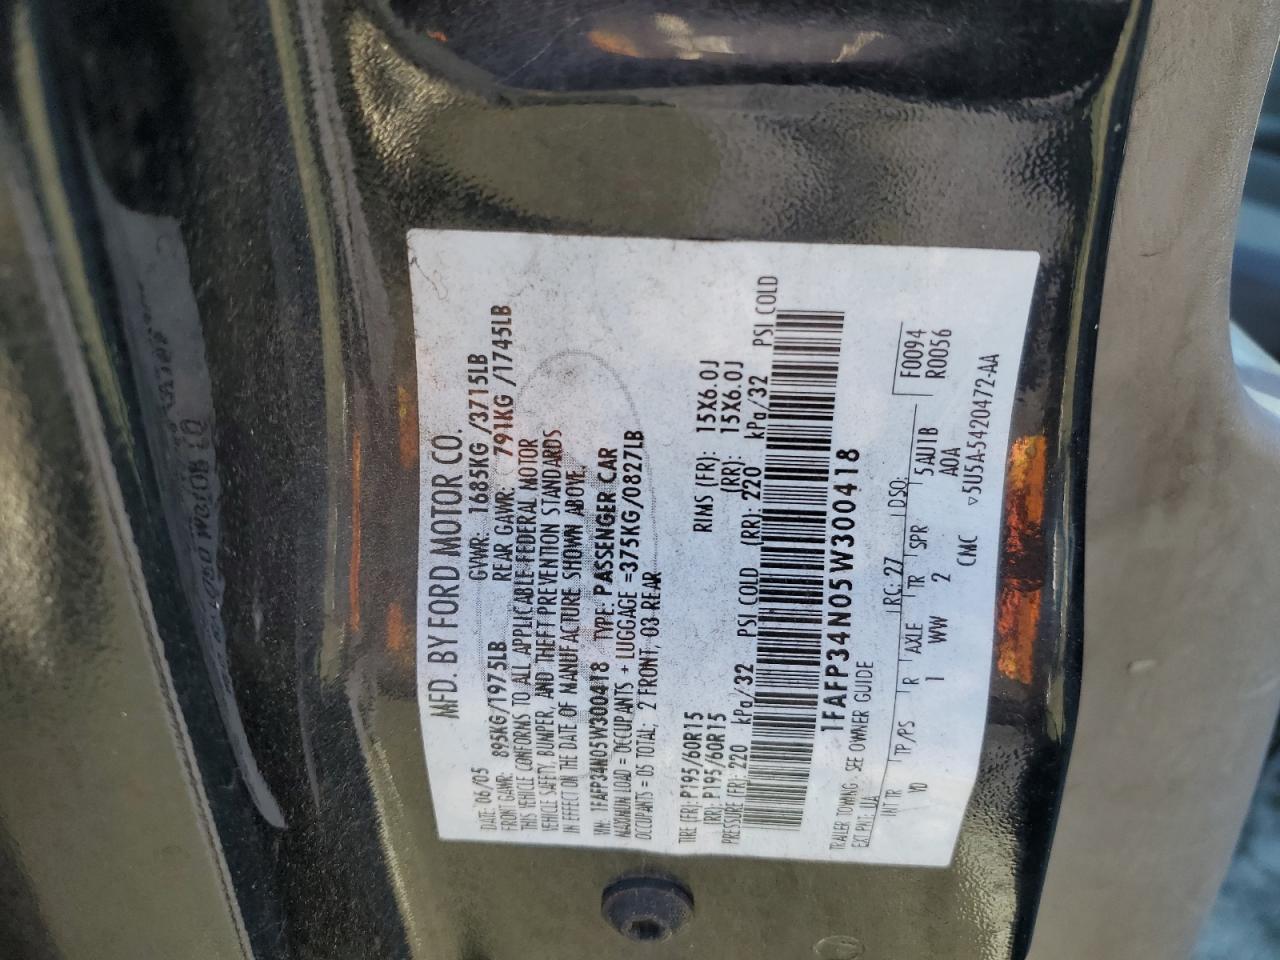 MFD. BY FORD MOTOR CO.
DATE: 06/05 GVWR: 1685KG /3715LB
FRONT GAWR: 895KG/1975LB REAR GAWR: 791KG /1745LB
THIS VEHICLE CONFORMS TO ALL APPLICABLE FEDERAL MOTOR
VEHICLE SAFETY, BUMPER, AND THEFT PREVENTION STANDARDS
IN EFFECT ON THE DATE OF MANUFACTURE SHOWN ABOVE.
VIN: 1FAFP34N05W300418 TYPE: PASSENGER CAR
MAXIMUM LOAD = OCCUPANTS + LUGGAGE =375KG/0827LB
OCCUPANTS = 05 TOTAL; 2 FRONT, 03 REAR
TIRE (FR): P195/60R15 RIMS (FR): 15X6.0J
(RR): P195/60R15 (RR): 15X6.0J
PRESSURE (FR): 220 kPa/32 PSI COLD (RR): 220 kPa/32 PSI COLD
1FAFP34N05W300418
TRAILER TOWING: SEE OWNER GUIDE
EXT PNT: UA RC: 27 DSO: F0094
INT TR TP/PS R AXLE TR SPR 5AU1B R0056
10 1 WW 2 A0A
CMC ▽5U5A-5420472-AA